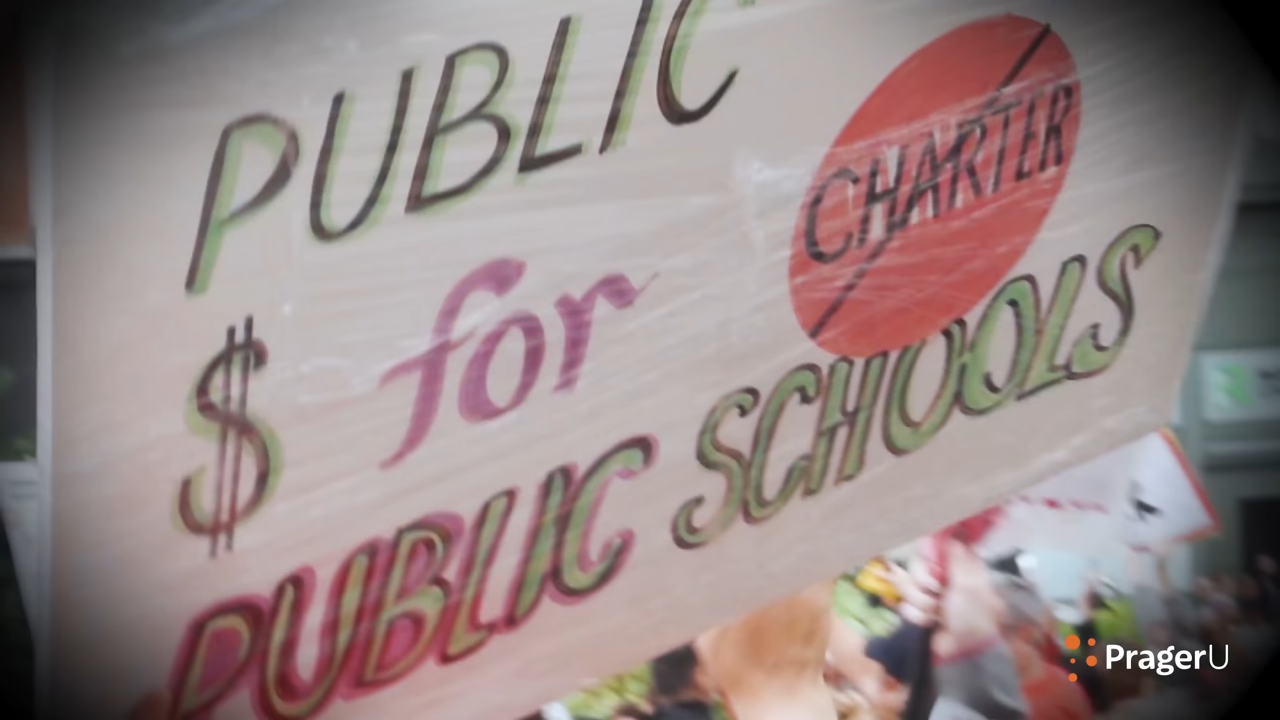 PUBLIC
CHARTER
$ for
PUBLIC SCHOOLS
PragerU